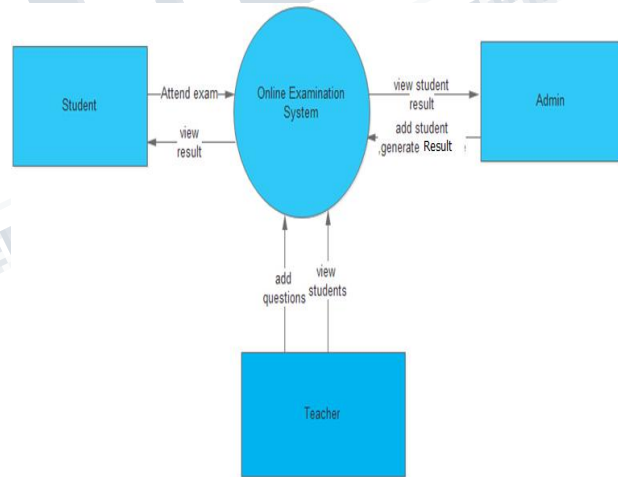 Student
Attend exam
view
result
Online Examination
System
view student
result
add student
,generate Result
Admin
add
questions
view
students
Teacher